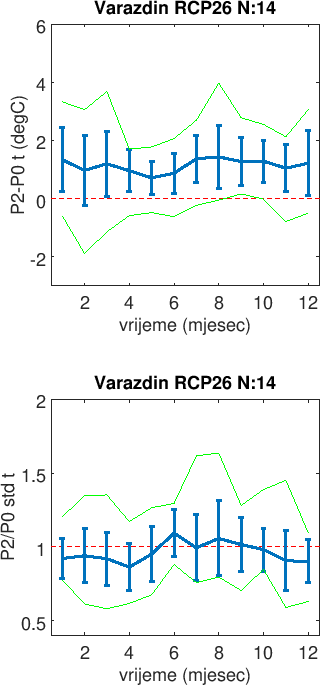 Varazdin RCP26 N:14
6
4
2
0
-2
P2-P0 t (degC)
2 4 6 8 10 12
vrijeme (mjesec)
Varazdin RCP26 N:14
2
1.5
1
0.5
P2/P0 std t
2 4 6 8 10 12
vrijeme (mjesec)